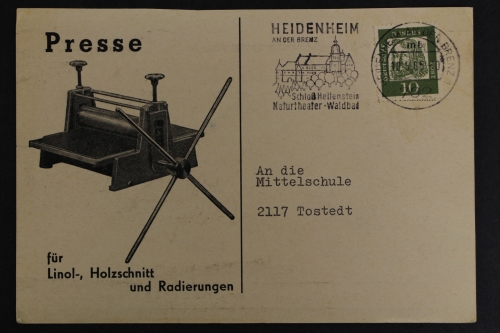 Presse
für
Linol-, Holzschnitt
und Radierungen
HEIDENHEIM
AN DER BRENZ
Schloß Hellenstein
Naturtheater-Waldbad
10
An die
Mittelschule
2117 Tostedt